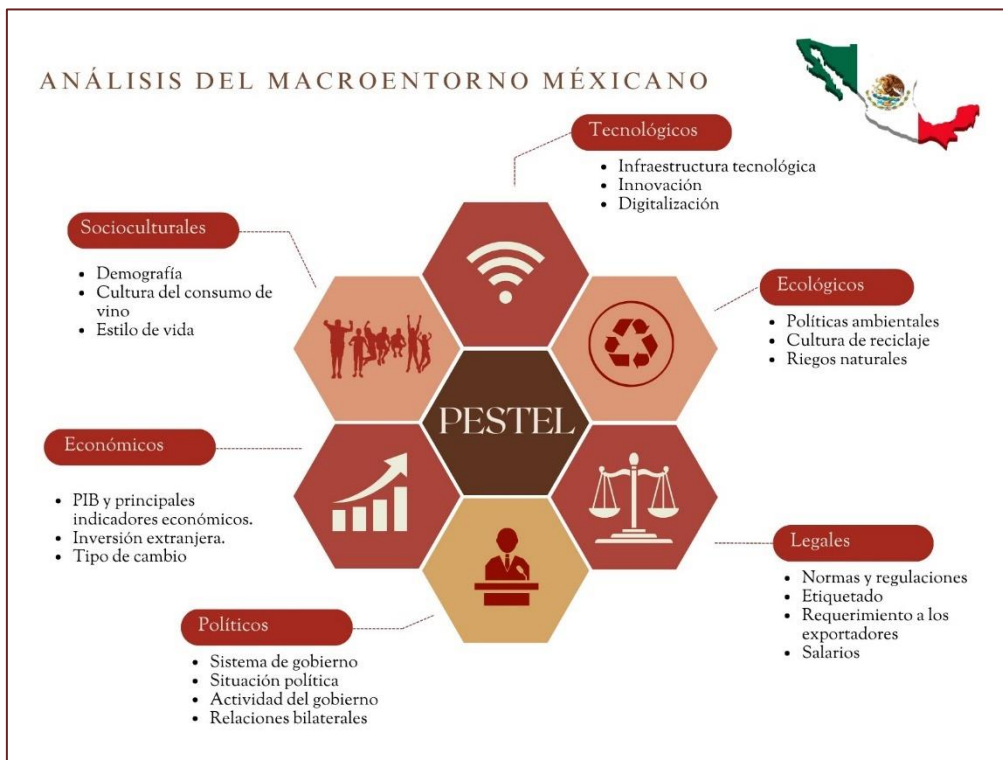 ANÁLISIS DEL MACROENTORNO MÉXICANO
Tecnológicos
• Infraestructura tecnológica
• Innovación
• Digitalización
Socioculturales
• Demografía
• Cultura del consumo de
vino
• Estilo de vida
Ecológicos
• Políticas ambientales
• Cultura de reciclaje
• Riegos naturales
PESTEL
Económicos
• PIB y principales
indicadores económicos.
• Inversión extranjera.
• Tipo de cambio
Legales
• Normas y regulaciones
• Etiquetado
• Requerimiento a los
exportadores
• Salarios
Políticos
• Sistema de gobierno
• Situación política
• Actividad del gobierno
• Relaciones bilaterales